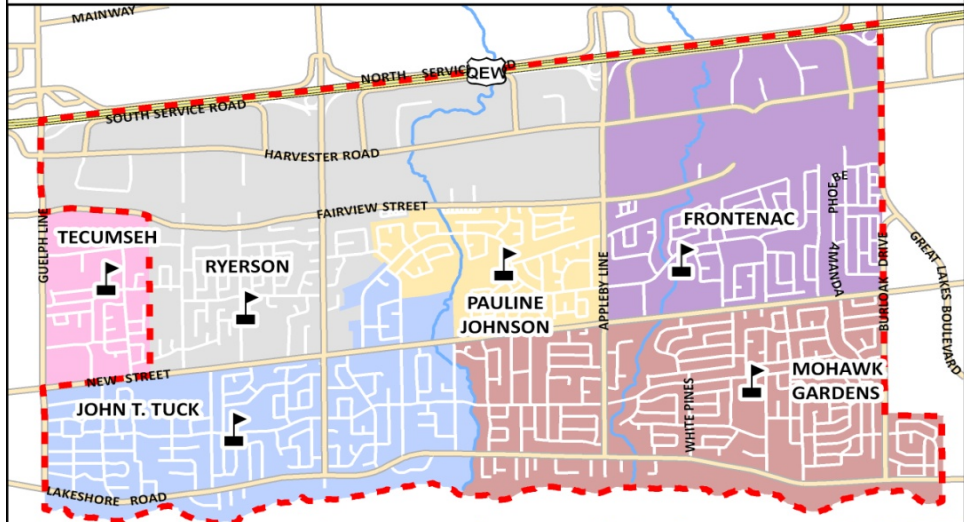 MAINWAY
NORTH SERVICE RD
QEW
SOUTH SERVICE ROAD
HARVESTER ROAD
FAIRVIEW STREET
GUELPH LINE
TECUMSEH
RYERSON
PAULINE
JOHNSON
APPLEBY LINE
FRONTENAC
PHOEBE
AMANDA
BURLOAK DRIVE
GREAT LAKES BOULEVARD
NEW STREET
JOHN T. TUCK
WHITE PINES
MOHAWK
GARDENS
LAKESHORE ROAD